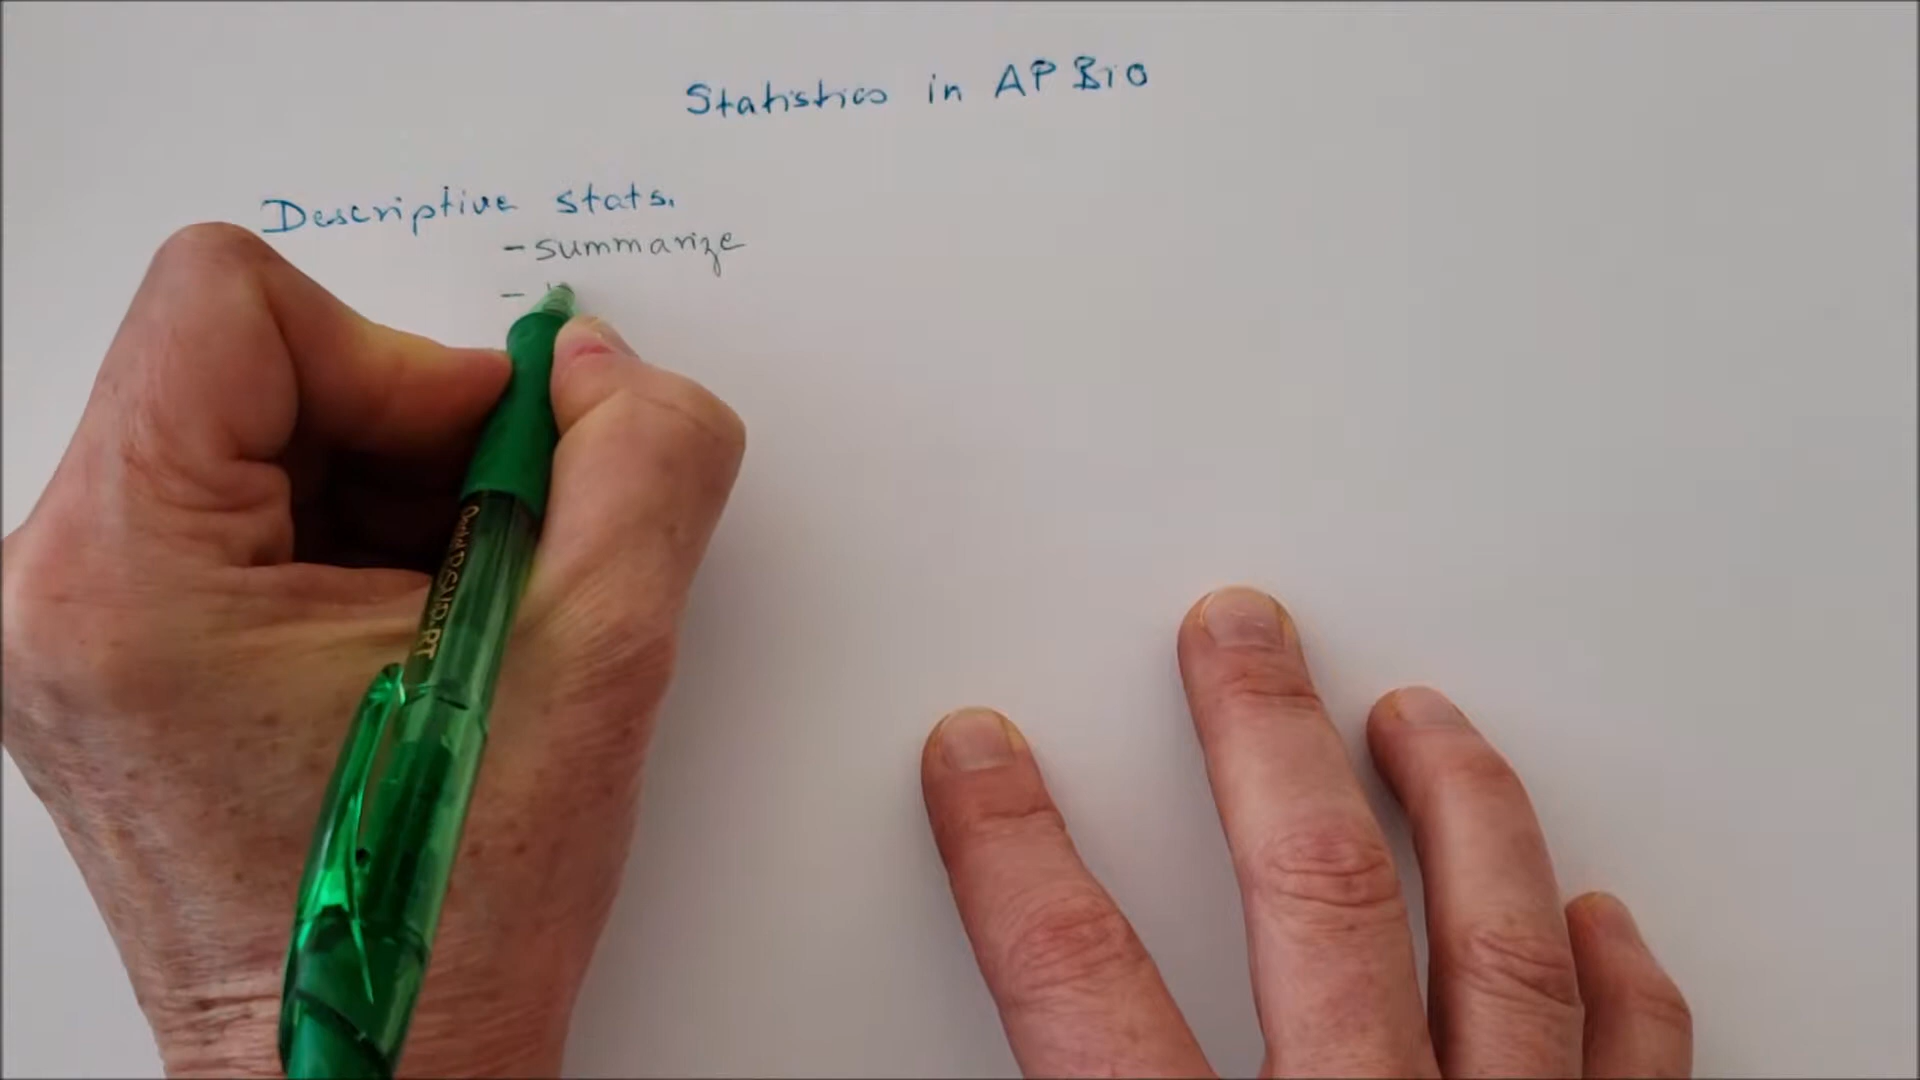 Statistics in AP Bio
Descriptive stats.
- summarize
-